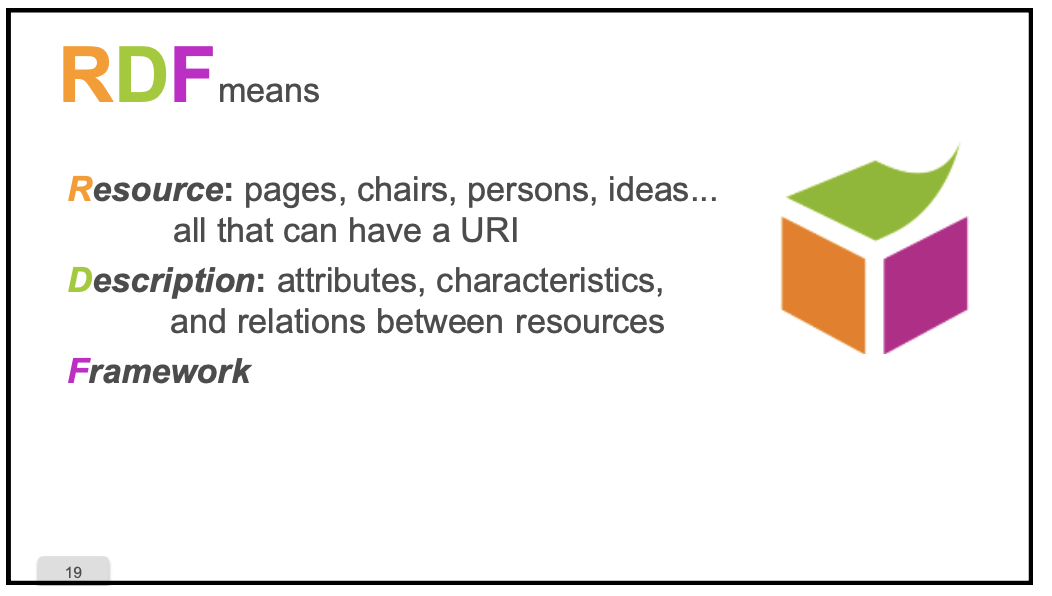 RDF means
Resource: pages, chairs, persons, ideas...
all that can have a URI
Description: attributes, characteristics,
and relations between resources
Framework
19